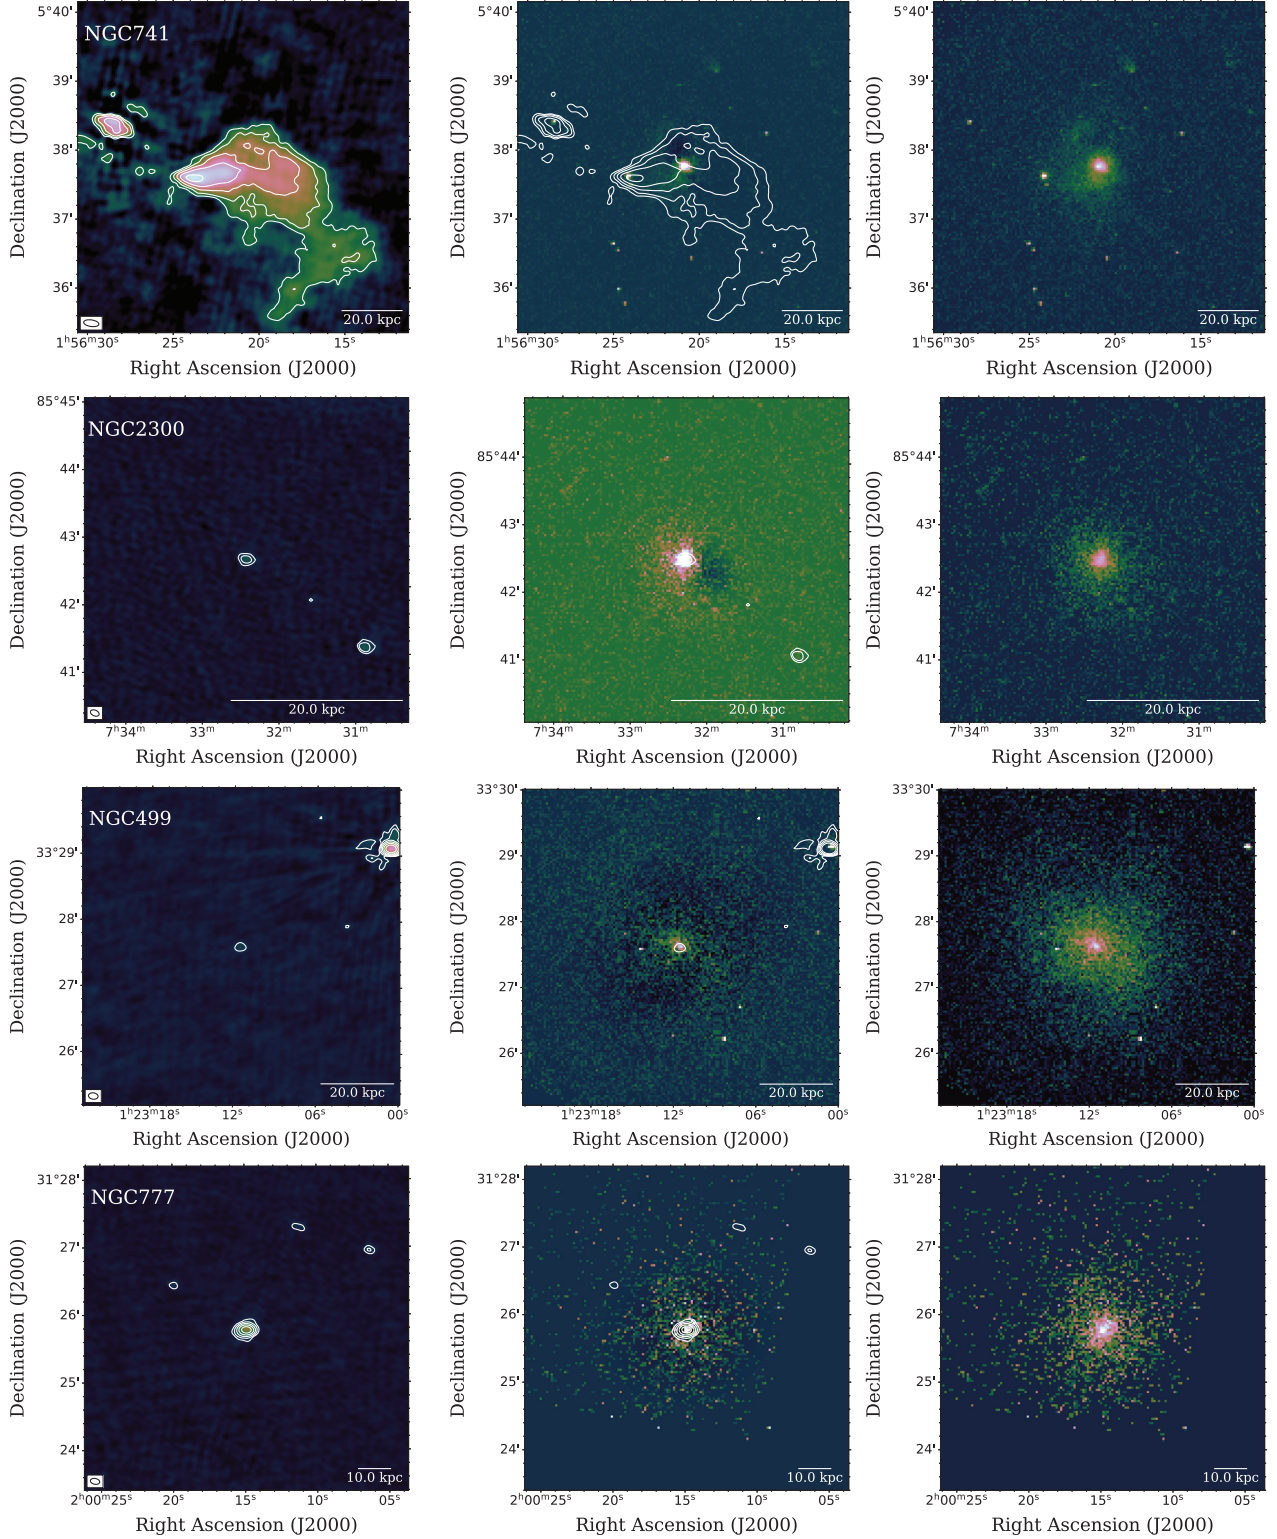 NGC741
5°40'
39'
38'
37'
36'
20.0 kpc
1ʰ56ᵐ30ˢ
25ˢ
20ˢ
15ˢ
Right Ascension (J2000)
Declination (J2000)
5°40'
39'
38'
37'
36'
20.0 kpc
1ʰ56ᵐ30ˢ
25ˢ
20ˢ
15ˢ
Right Ascension (J2000)
Declination (J2000)
5°40'
39'
38'
37'
36'
20.0 kpc
1ʰ56ᵐ30ˢ
25ˢ
20ˢ
15ˢ
Right Ascension (J2000)
Declination (J2000)
NGC2300
85°45'
44'
43'
42'
41'
20.0 kpc
7ʰ34ᵐ
33ᵐ
32ᵐ
31ᵐ
Right Ascension (J2000)
Declination (J2000)
85°44'
43'
42'
41'
20.0 kpc
7ʰ34ᵐ
33ᵐ
32ᵐ
31ᵐ
Right Ascension (J2000)
Declination (J2000)
85°44'
43'
42'
41'
20.0 kpc
7ʰ34ᵐ
33ᵐ
32ᵐ
31ᵐ
Right Ascension (J2000)
Declination (J2000)
NGC499
33°29'
28'
27'
26'
20.0 kpc
1ʰ23ᵐ18ˢ
12ˢ
06ˢ
00ˢ
Right Ascension (J2000)
Declination (J2000)
33°30'
29'
28'
27'
26'
20.0 kpc
1ʰ23ᵐ18ˢ
12ˢ
06ˢ
00ˢ
Right Ascension (J2000)
Declination (J2000)
33°30'
29'
28'
27'
26'
20.0 kpc
1ʰ23ᵐ18ˢ
12ˢ
06ˢ
00ˢ
Right Ascension (J2000)
Declination (J2000)
NGC777
31°28'
27'
26'
25'
24'
10.0 kpc
2ʰ00ᵐ25ˢ
20ˢ
15ˢ
10ˢ
05ˢ
Right Ascension (J2000)
Declination (J2000)
31°28'
27'
26'
25'
24'
10.0 kpc
2ʰ00ᵐ25ˢ
20ˢ
15ˢ
10ˢ
05ˢ
Right Ascension (J2000)
Declination (J2000)
31°28'
27'
26'
25'
24'
10.0 kpc
2ʰ00ᵐ25ˢ
20ˢ
15ˢ
10ˢ
05ˢ
Right Ascension (J2000)
Declination (J2000)